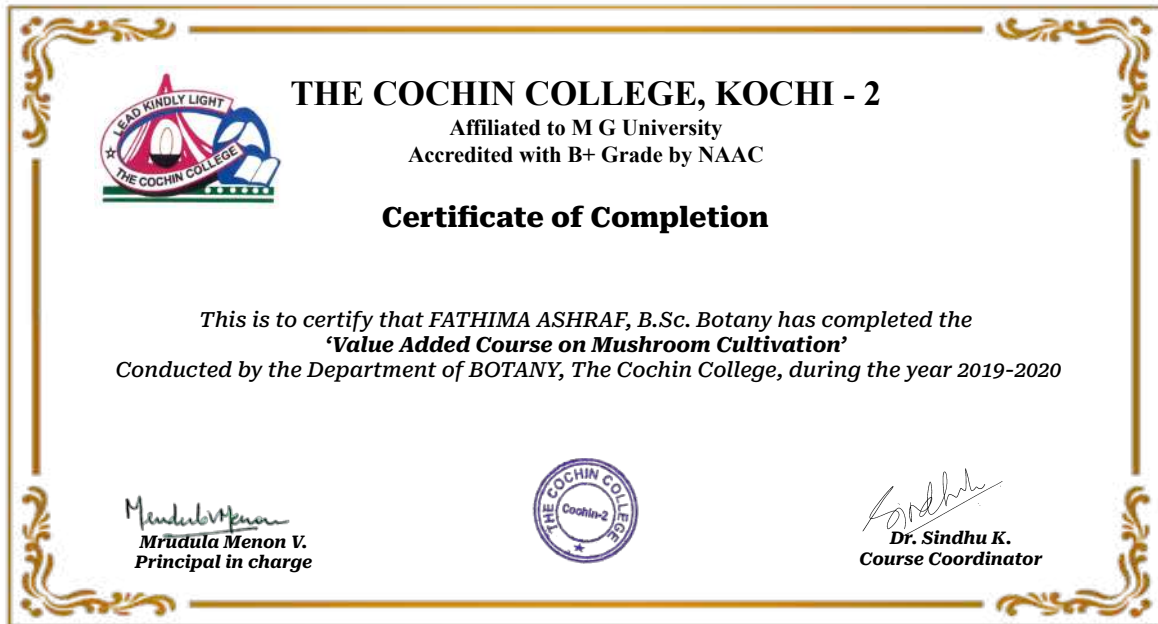 LEAD KINDLY LIGHT
THE COCHIN COLLEGE
THE COCHIN COLLEGE, KOCHI - 2
Affiliated to M G University
Accredited with B+ Grade by NAAC
Certificate of Completion
This is to certify that FATHIMA ASHRAF, B.Sc. Botany has completed the
‘Value Added Course on Mushroom Cultivation’
Conducted by the Department of BOTANY, The Cochin College, during the year 2019-2020
THE COCHIN COLLEGE
Cochin-2
Mrudula Menon
Mrudula Menon V.
Principal in charge
Sindhu
Dr. Sindhu K.
Course Coordinator